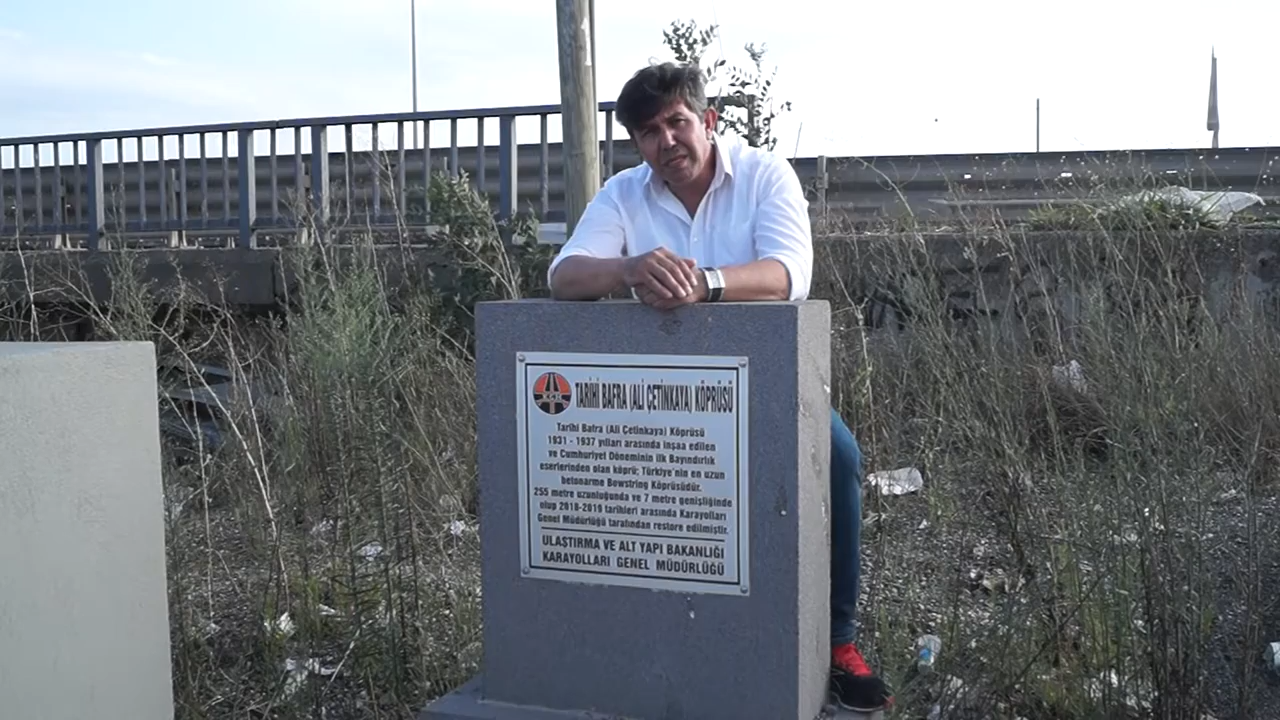 KGM
TARİHİ BAFRA (ALİ ÇETİNKAYA) KÖPRÜSÜ
Tarihi Bafra (Ali Çetinkaya) Köprüsü
1931 - 1937 yılları arasında inşaa edilen
ve Cumhuriyet Döneminin ilk Bayındırlık
eserlerinden olan köprü; Türkiye'nin en uzun
betonarme Bowstring Köprüsüdür.
255 metre uzunluğunda ve 7 metre genişliğinde
olup 2018-2019 tarihleri arasında Karayolları
Genel Müdürlüğü tarafından restore edilmiştir.
ULAŞTIRMA VE ALT YAPI BAKANLIĞI
KARAYOLLARI GENEL MÜDÜRLÜĞÜ